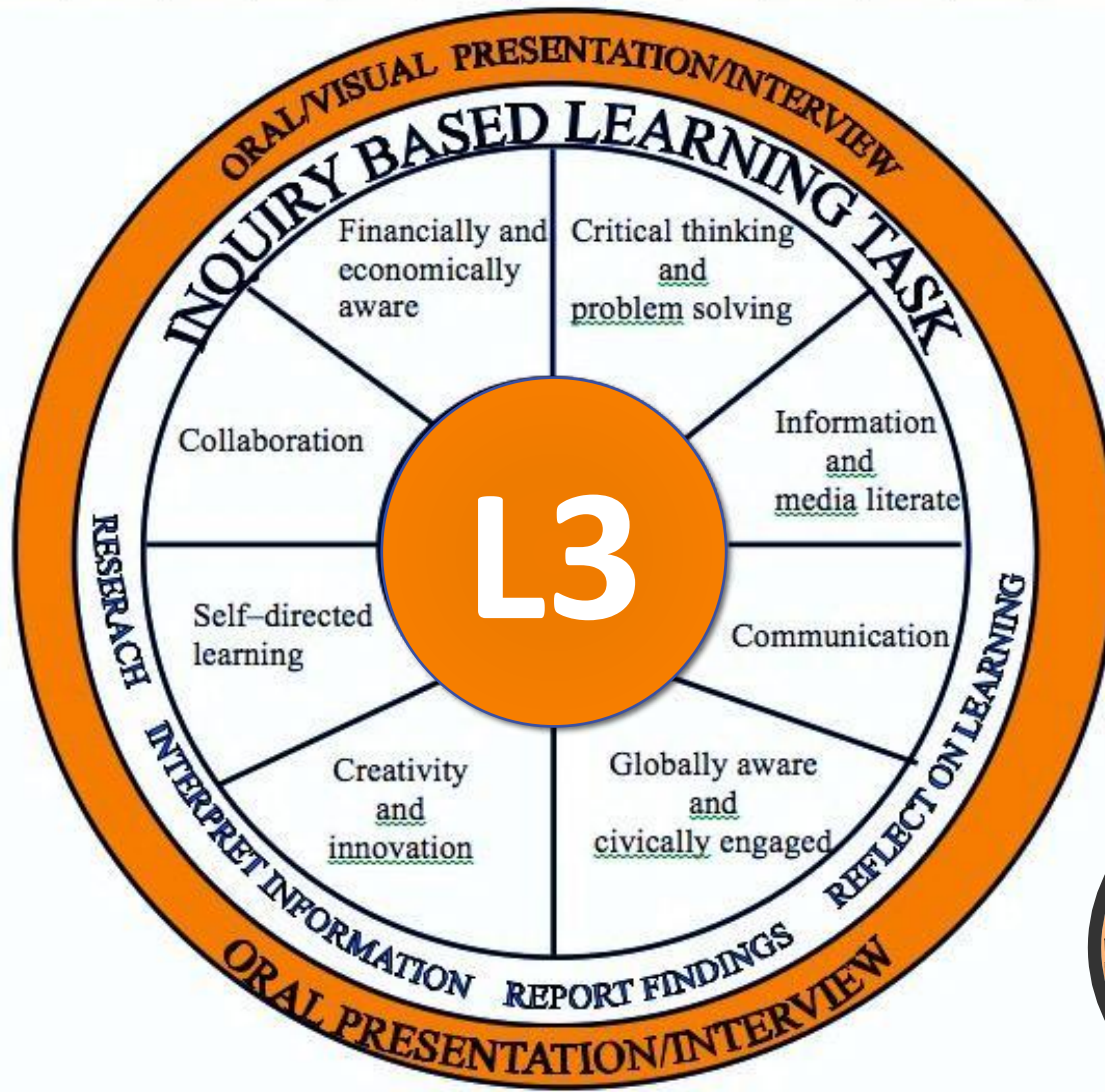 ORAL/VISUAL PRESENTATION/INTERVIEW
INQUIRY BASED LEARNING TASK
Financially and
economically
aware
Critical thinking
and
problem solving
Collaboration
Information
and
media literate
L3
Self–directed
learning
Communication
Creativity
and
innovation
Globally aware
and
civically engaged
RESERACH
INTERPRET INFORMATION
REPORT FINDINGS
REFLECT ON LEARNING
ORAL PRESENTATION/INTERVIEW